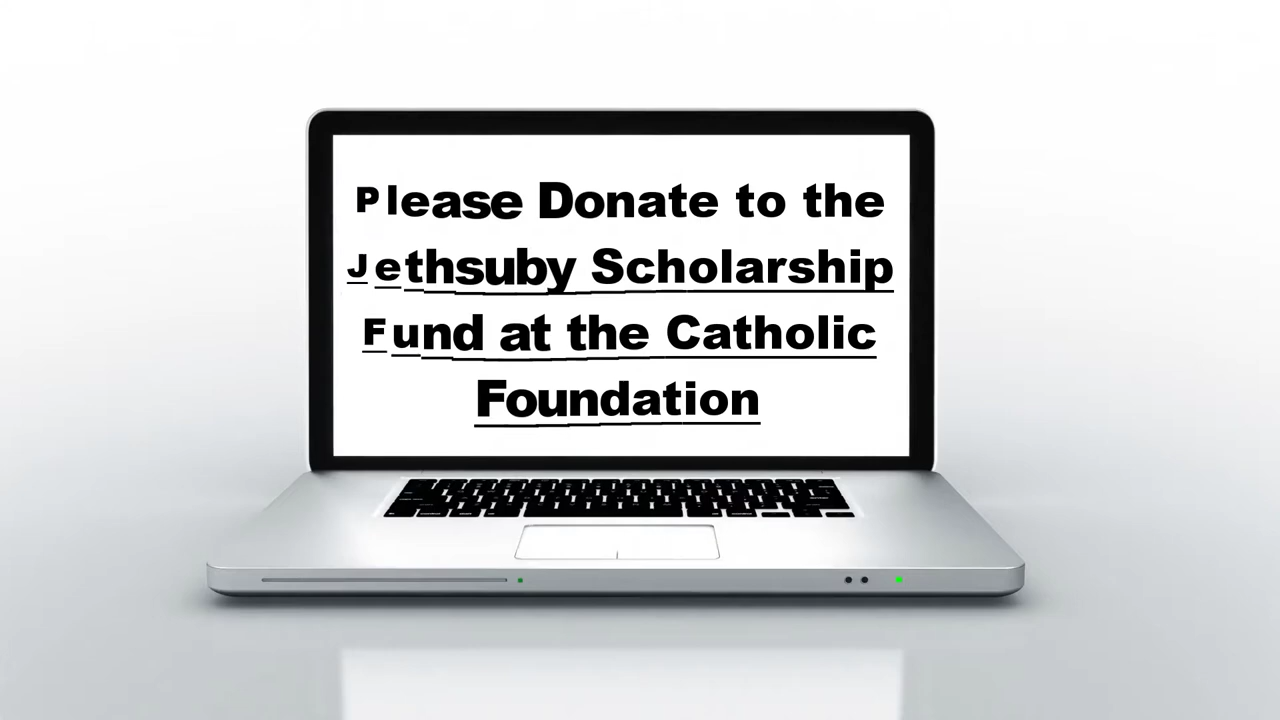 Please Donate to the
Jethsuby Scholarship
Fund at the Catholic
Foundation